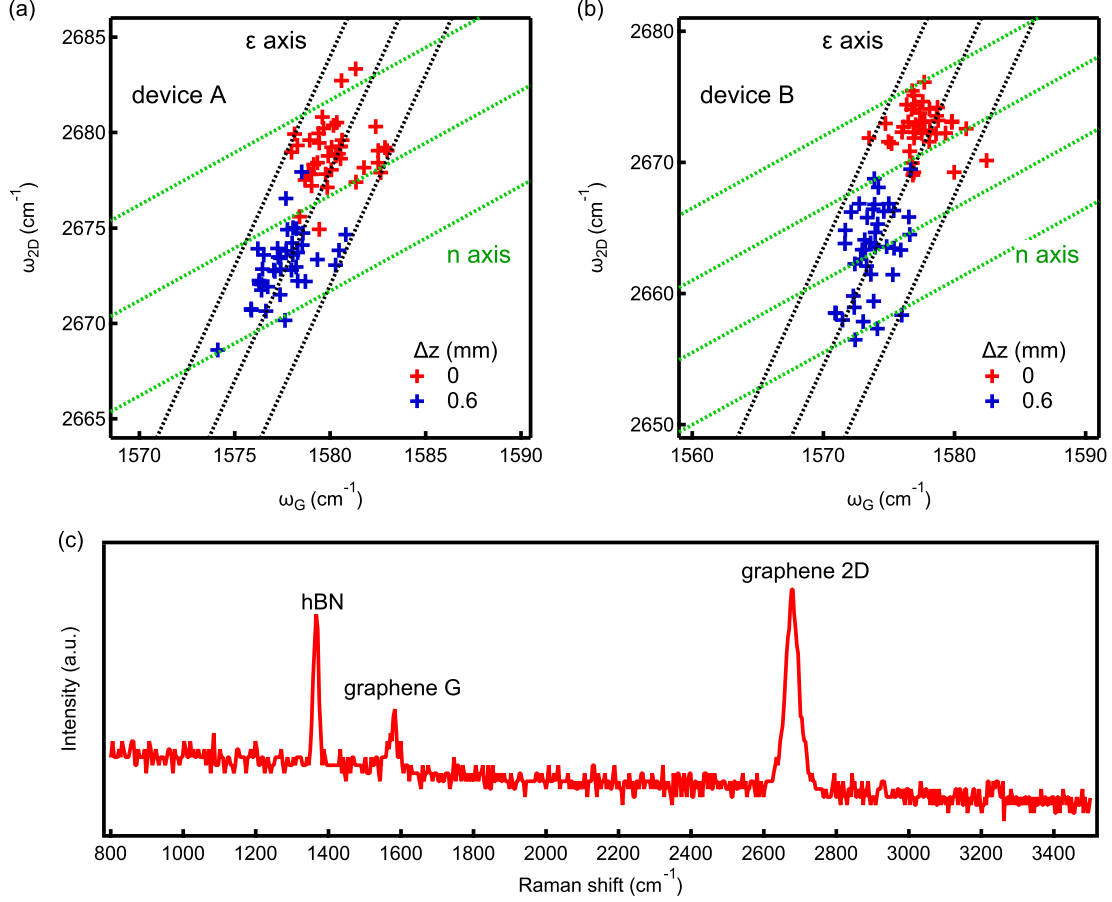 (a)
ω2D (cm-1)
2685
2680
2675
2670
2665
ε axis
device A
n axis
Δz (mm)
0
0.6
1570
1575
1580
1585
1590
ωG (cm-1)
(b)
ω2D (cm-1)
2680
2670
2660
2650
ε axis
device B
n axis
Δz (mm)
0
0.6
1560
1570
1580
1590
ωG (cm-1)
(c)
Intensity (a.u.)
hBN
graphene G
graphene 2D
800 1000 1200 1400 1600 1800 2000 2200 2400 2600 2800 3000 3200 3400
Raman shift (cm-1)